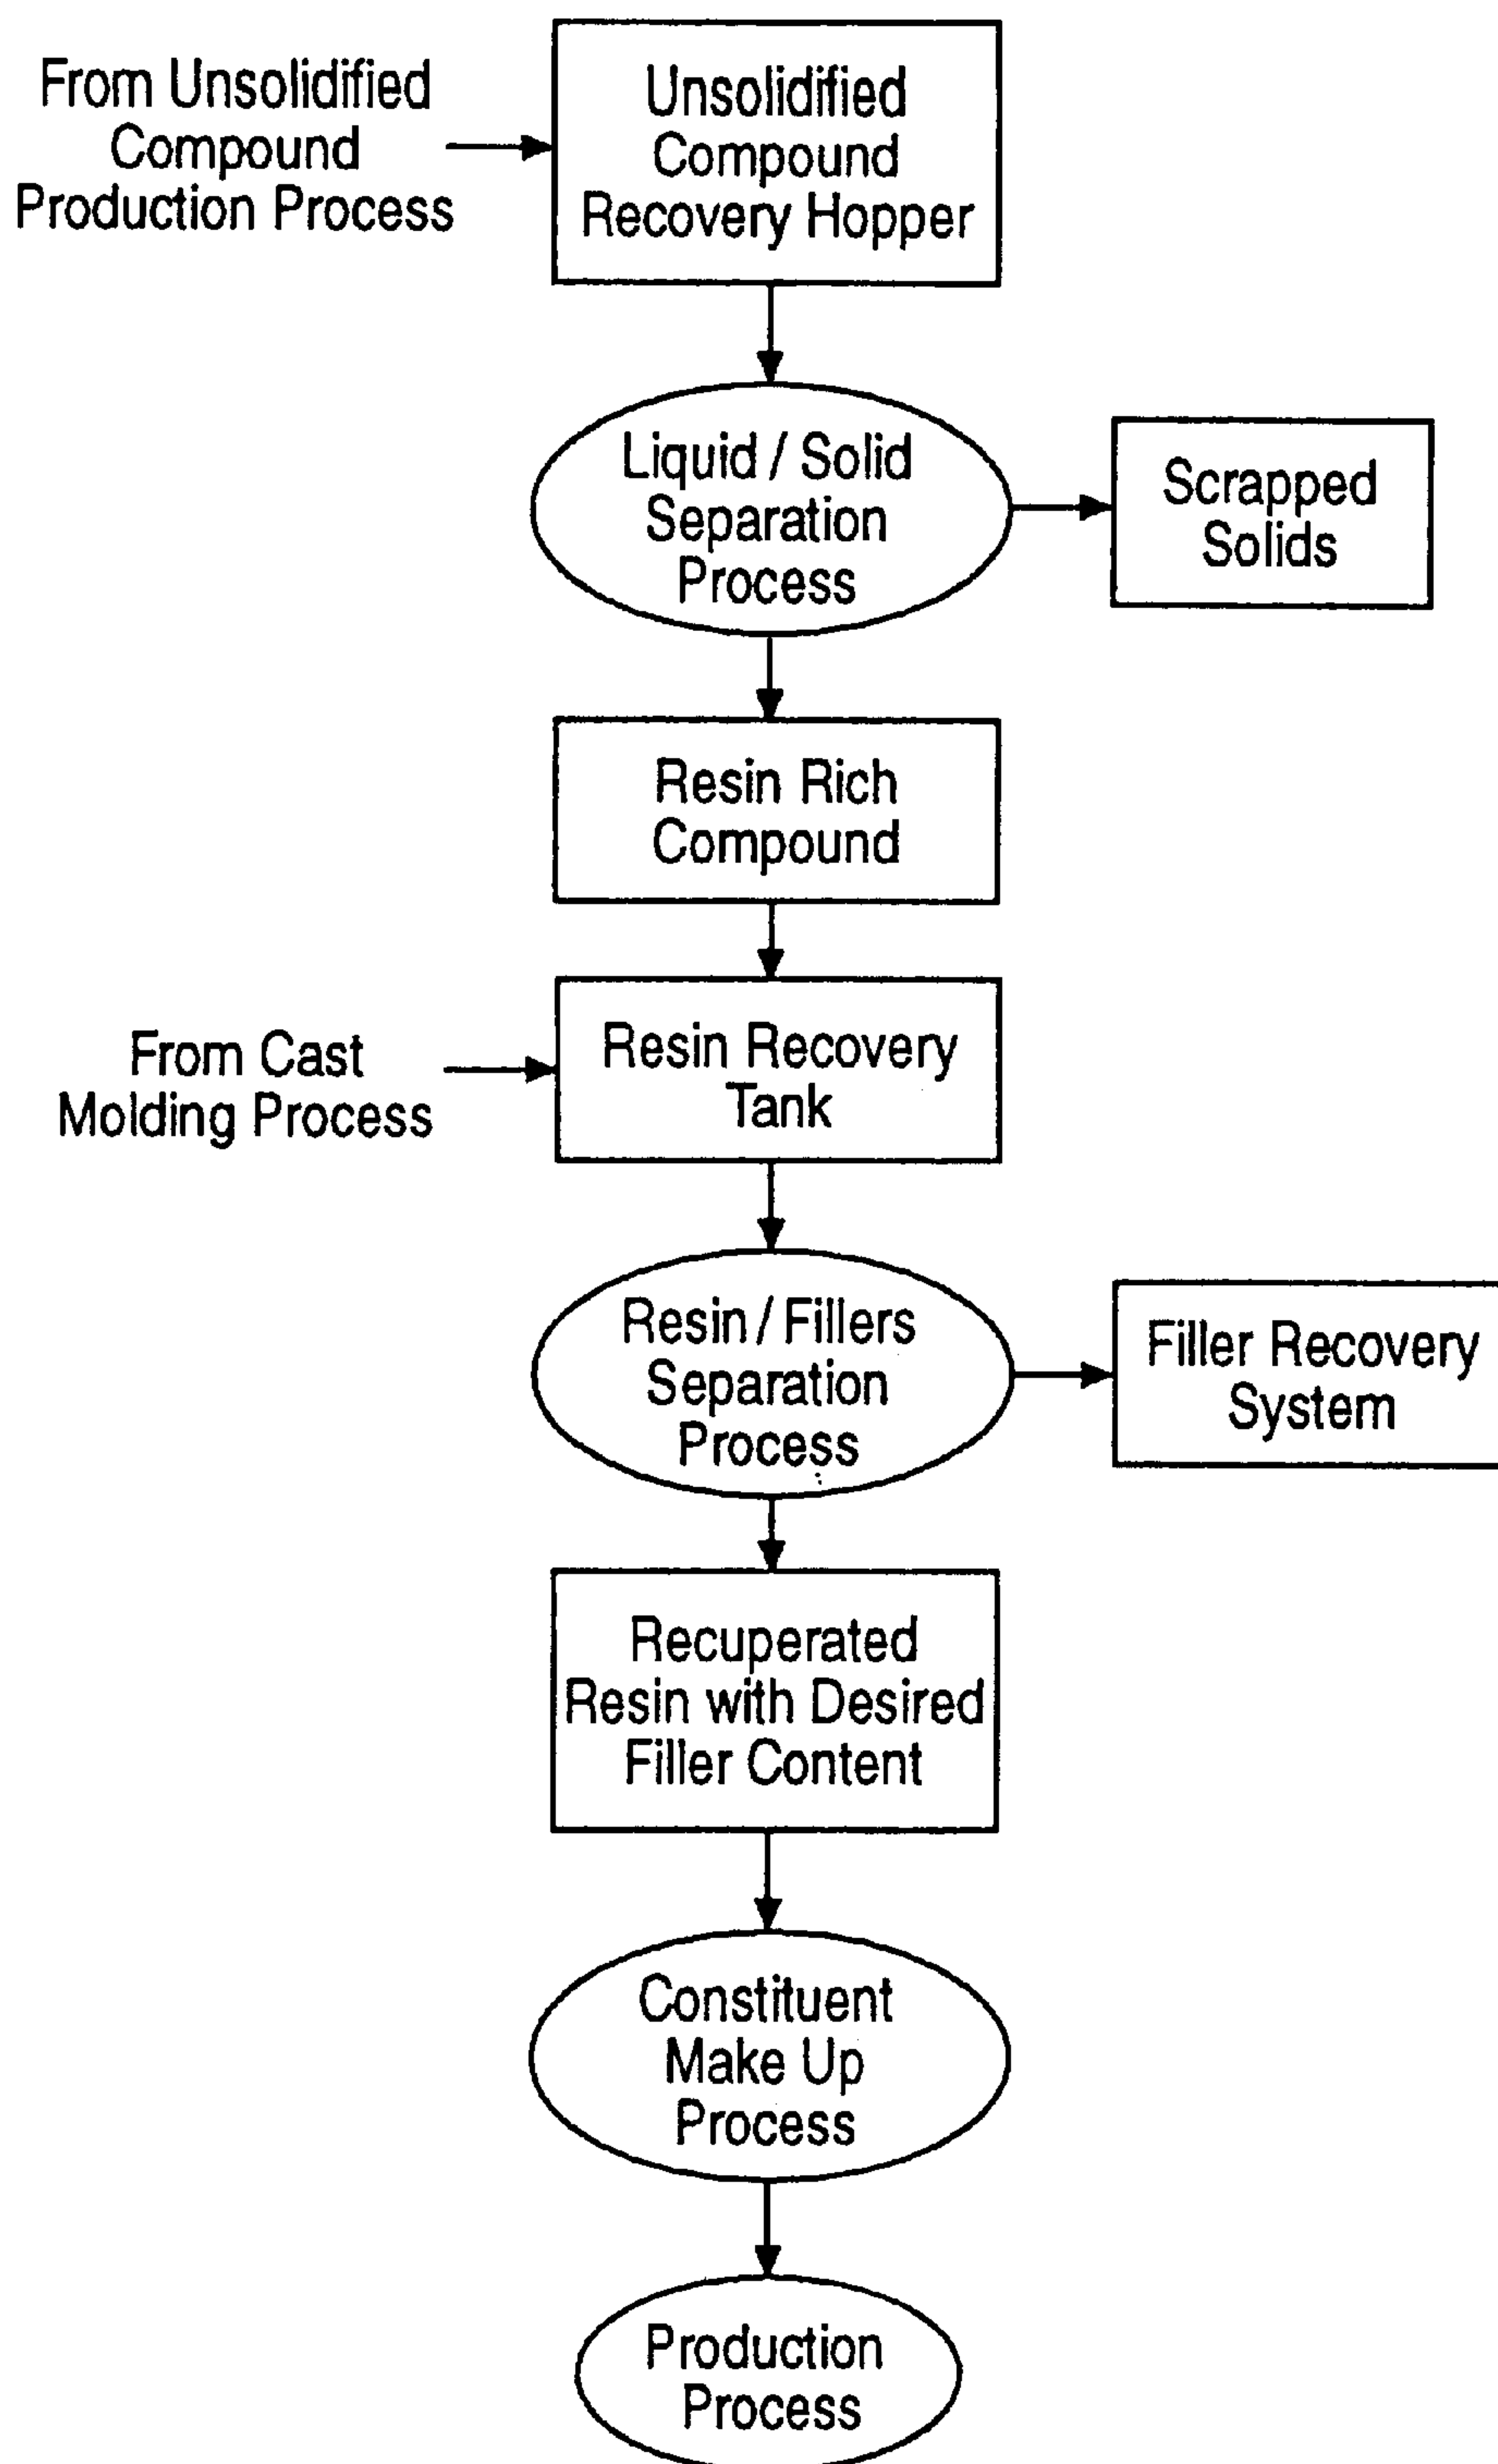 From Unsolidified
Compound
Production Process
Unsolidified
Compound
Recovery Hopper
Liquid / Solid
Separation
Process
Scrapped
Solids
Resin Rich
Compound
From Cast
Molding Process
Resin Recovery
Tank
Resin / Fillers
Separation
Process
Filler Recovery
System
Recuperated
Resin with Desired
Filler Content
Constituent
Make Up
Process
Production
Process